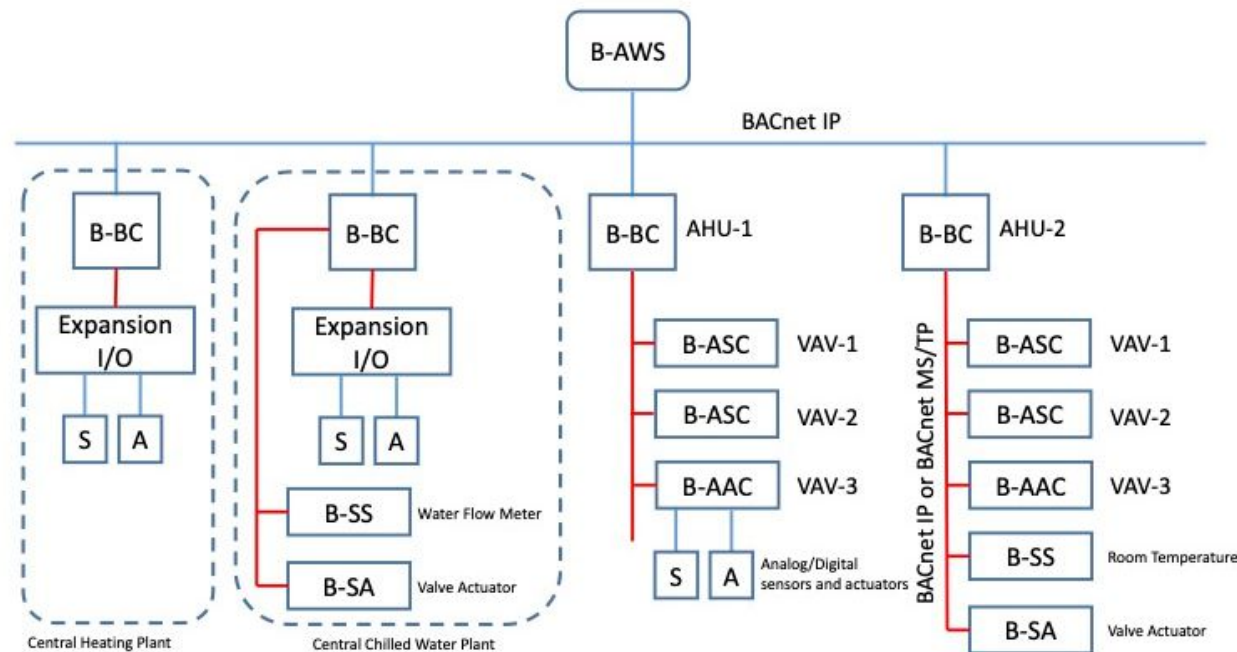 B-AWS
BACnet IP
B-BC
B-BC
B-BC
AHU-1
B-BC
AHU-2
Expansion
I/O
S
A
Central Heating Plant
Expansion
I/O
S
A
B-SS
Water Flow Meter
B-SA
Valve Actuator
Central Chilled Water Plant
B-ASC
VAV-1
B-ASC
VAV-2
B-AAC
VAV-3
S
A
Analog/Digital
sensors and actuators
BACnet IP or BACnet MS/TP
B-ASC
VAV-1
B-ASC
VAV-2
B-AAC
VAV-3
B-SS
Room Temperature
B-SA
Valve Actuator